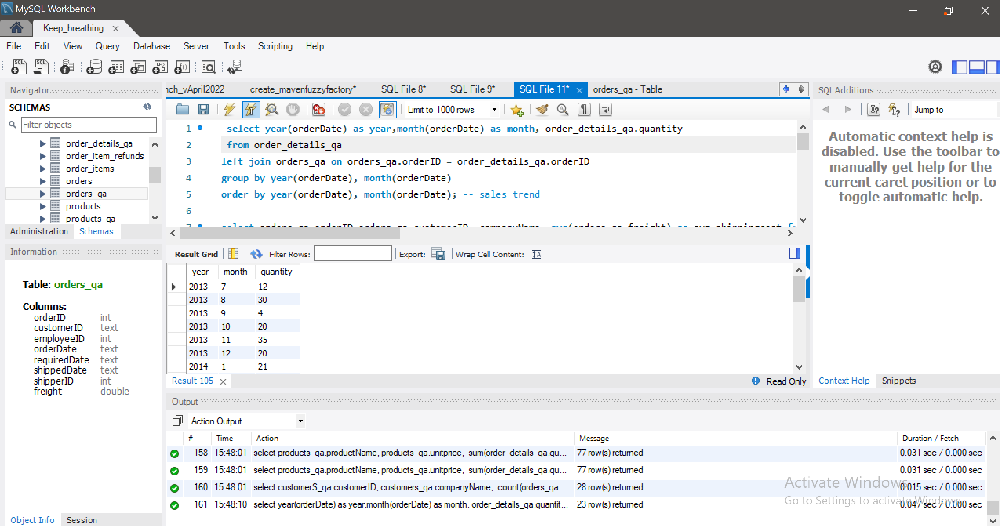 MySQL Workbench
Keep_breathing
File Edit View Query Database Server Tools Scripting Help
Navigator
SCHEMAS
Filter objects
order_details_qa
order_item_refunds
order_items
orders
orders_qa
products
products_qa
Administration Schemas
Information
Table: orders_qa
Columns:
orderID int
customerID text
employeeID int
orderDate text
requiredDate text
shippedDate text
shipperID int
freight double
Object Info Session
nch_vApril2022 create_mavenfuzzyfactory* SQL File 8* SQL File 9* SQL File 11* orders_qa - Table
Limit to 1000 rows
1 select year(orderDate) as year,month(orderDate) as month, order_details_qa.quantity
2 from order_details_qa
3 left join orders_qa on orders_qa.orderID = order_details_qa.orderID
4 group by year(orderDate), month(orderDate)
5 order by year(orderDate), month(orderDate); -- sales trend
6
Result Grid Filter Rows: Export: Wrap Cell Content:
year month quantity
2013 7 12
2013 8 30
2013 9 4
2013 10 20
2013 11 35
2013 12 20
2014 1 21
Result 105 Read Only
SQLAdditions
Jump to
Automatic context help is
disabled. Use the toolbar to
manually get help for the
current caret position or to
toggle automatic help.
Context Help Snippets
Output
Action Output
# Time Action Message Duration / Fetch
158 15:48:01 select products_qa.productName, products_qa.unitprice, sum(order_details_qa.qu... 77 row(s) returned 0.031 sec / 0.000 sec
159 15:48:01 select products_qa.productName, products_qa.unitprice, sum(order_details_qa.qu... 77 row(s) returned 0.031 sec / 0.000 sec
160 15:48:01 select customerS_qa.customerID, customers_qa.companyName, count(orders_qa.... 28 row(s) returned 0.015 sec / 0.000 sec
161 15:48:10 select year(orderDate) as year,month(orderDate) as month, order_details_qa.quantit... 23 row(s) returned 0.047 sec / 0.000 sec
Activate Windows
Go to Settings to activate Windows.